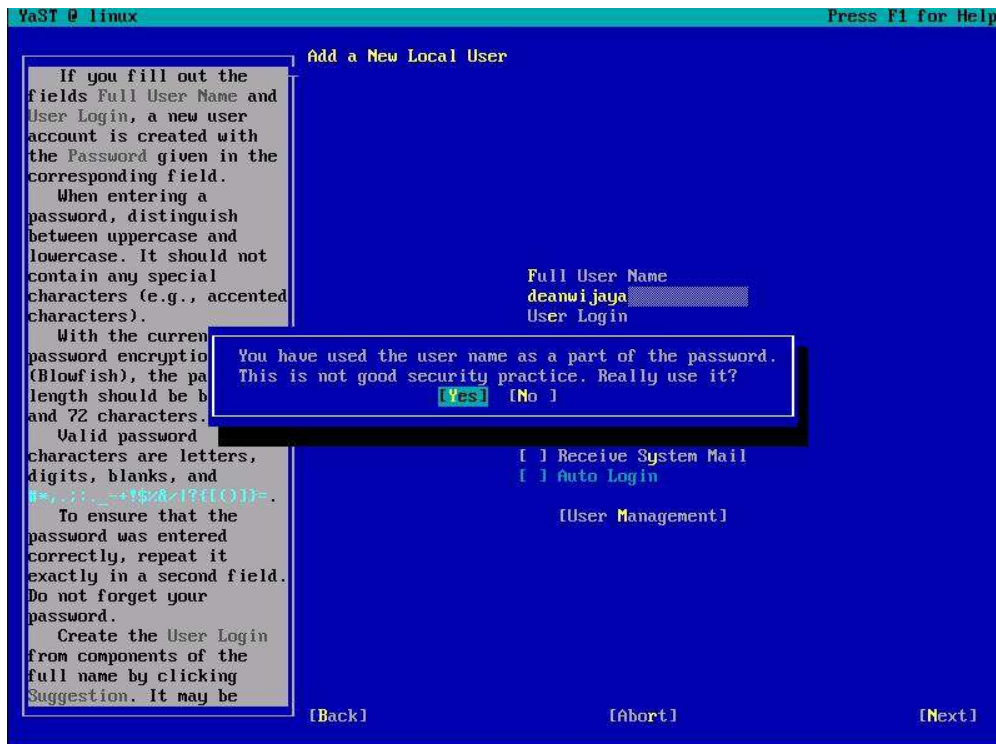 YaST @ linux Press F1 for Help
Add a New Local User
If you fill out the
fields Full User Name and
User Login, a new user
account is created with
the Password given in the
corresponding field.
When entering a
password, distinguish
between uppercase and
lowercase. It should not
contain any special
characters (e.g., accented
characters).
With the curren
password encryptio
(Blowfish), the pa
length should be b
and 72 characters.
Valid password
characters are letters,
digits, blanks, and
#*,.;:._-+!$%&/|?{[()]}=.
To ensure that the
password was entered
correctly, repeat it
exactly in a second field.
Do not forget your
password.
Create the User Login
from components of the
full name by clicking
Suggestion. It may be
Full User Name
deanwijaya
User Login
You have used the user name as a part of the password.
This is not good security practice. Really use it?
[Yes] [No ]
[ ] Receive System Mail
[ ] Auto Login
[User Management]
[Back] [Abort] [Next]